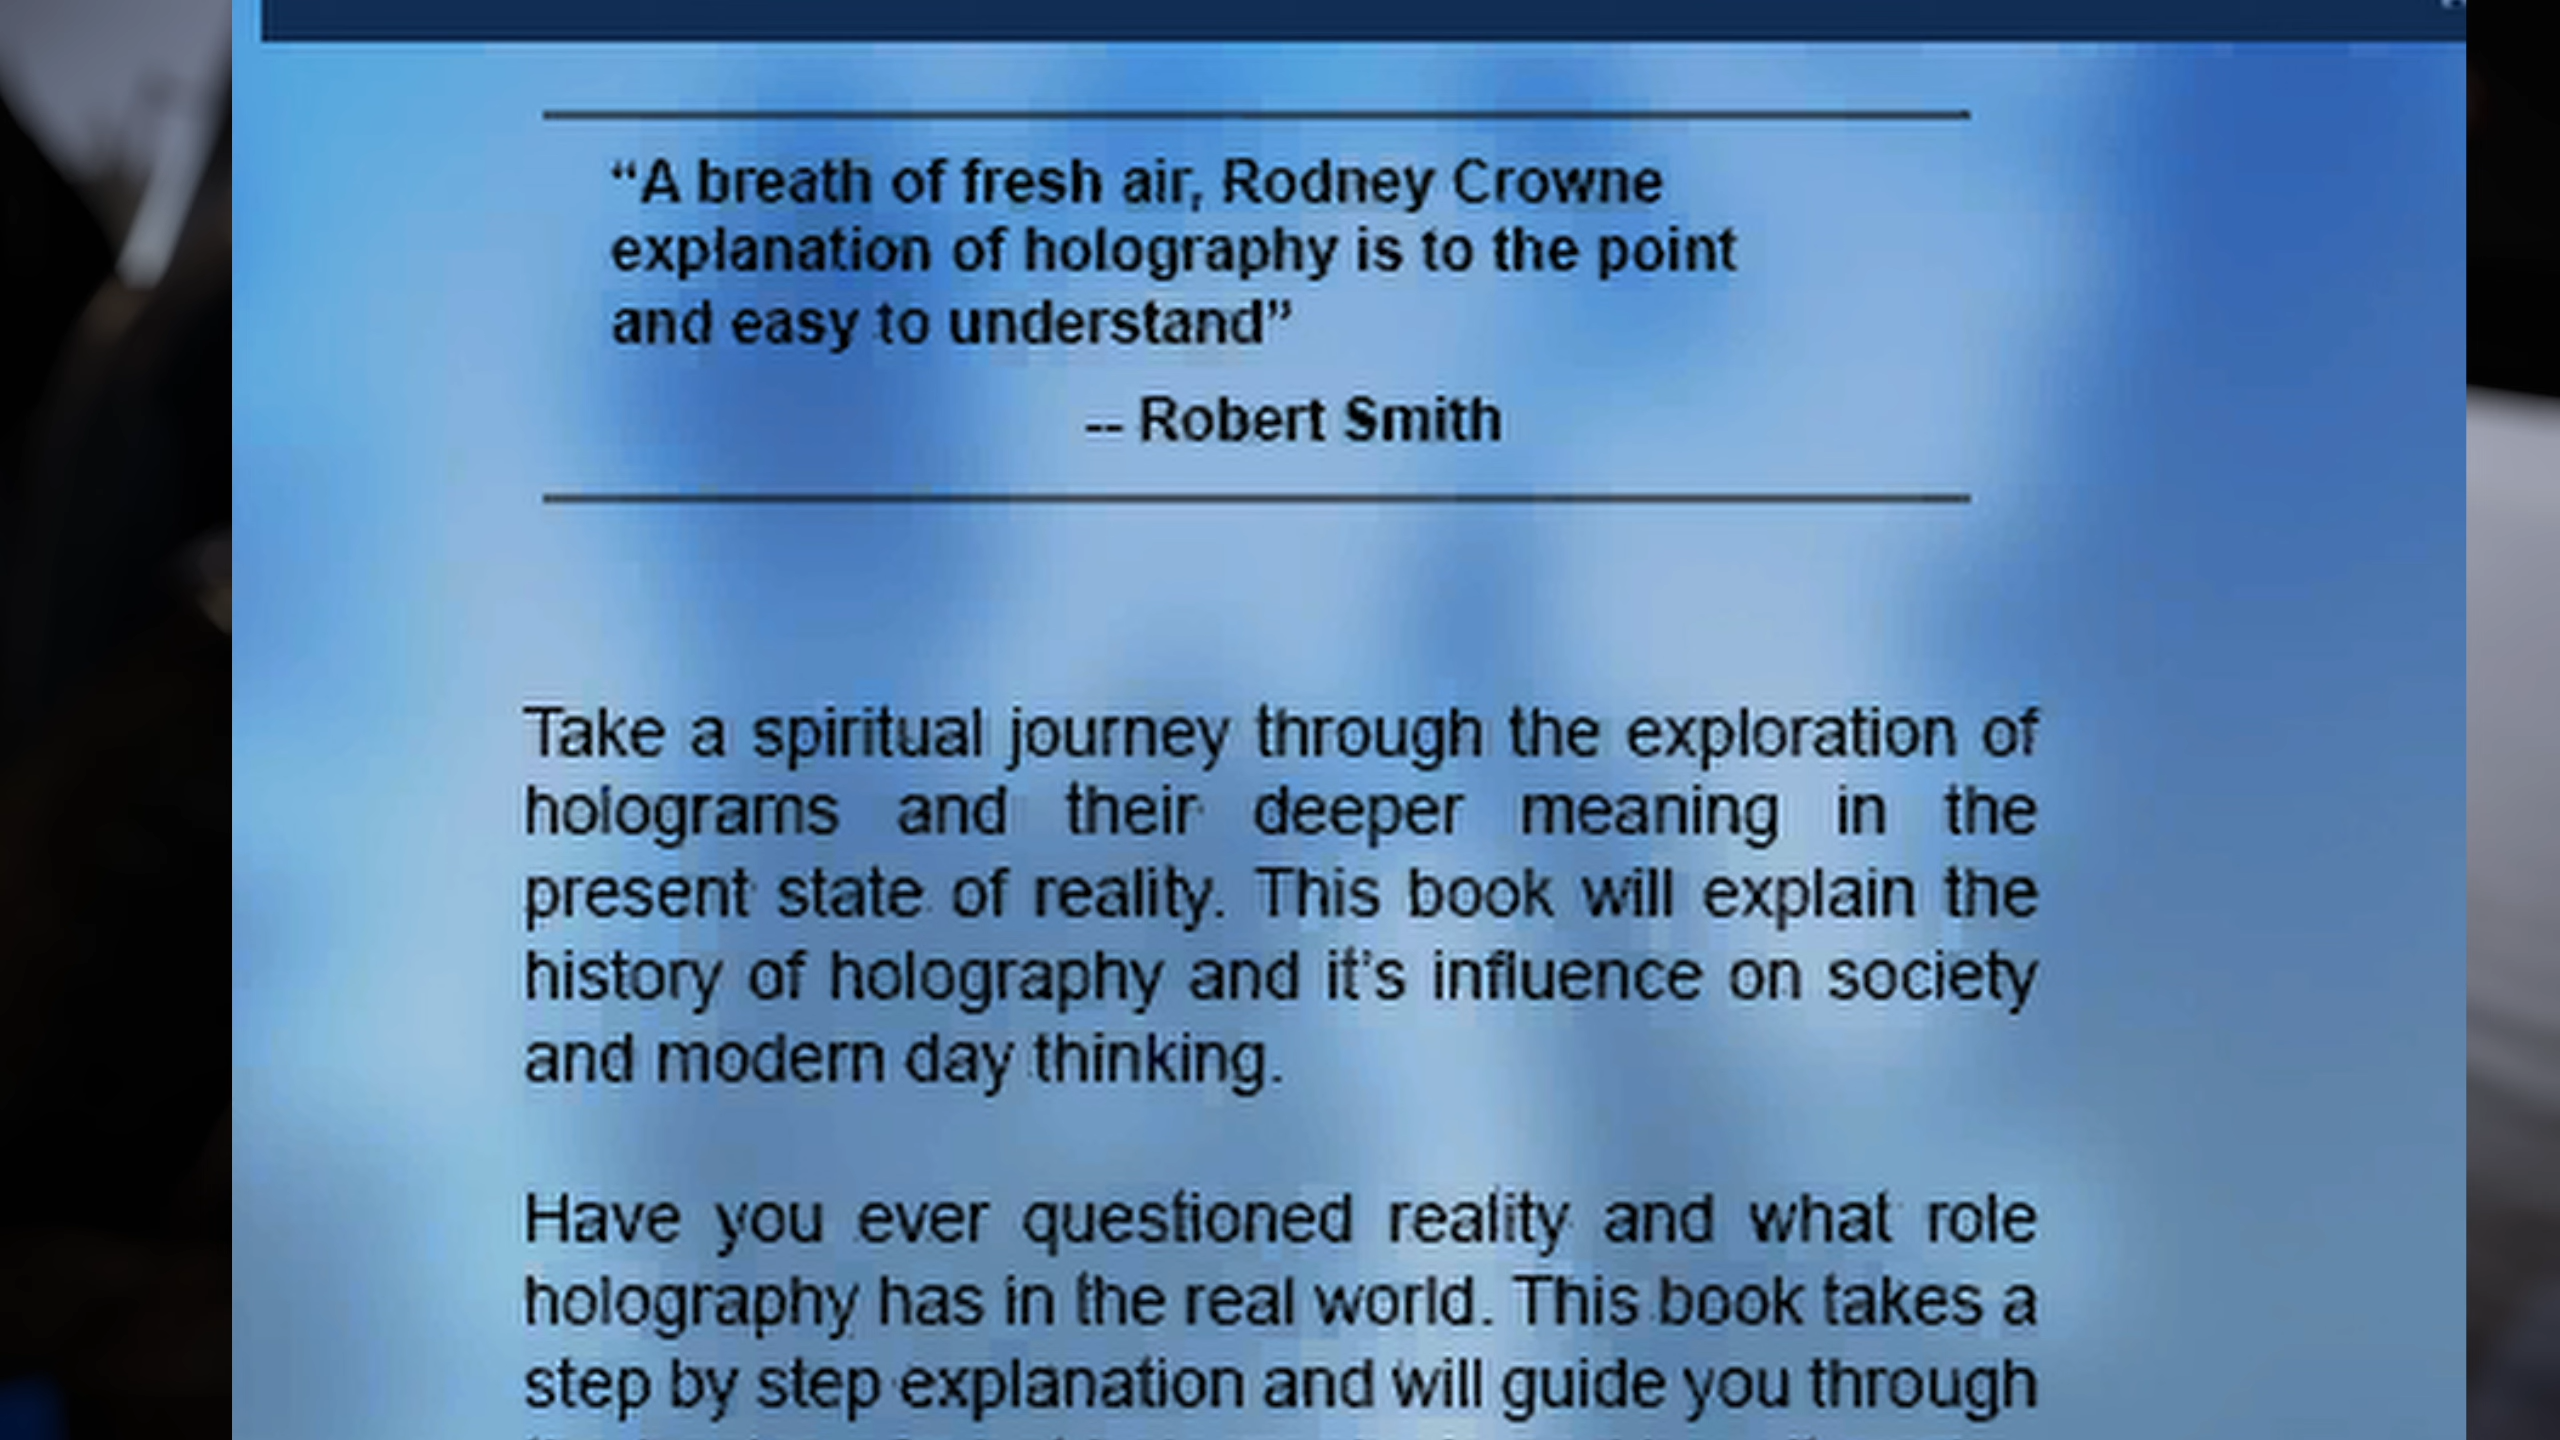 “A breath of fresh air, Rodney Crowne
explanation of holography is to the point
and easy to understand”
-- Robert Smith
Take a spiritual journey through the exploration of
holograms and their deeper meaning in the
present state of reality. This book will explain the
history of holography and it's influence on society
and modern day thinking.
Have you ever questioned reality and what role
holography has in the real world. This book takes a
step by step explanation and will guide you through